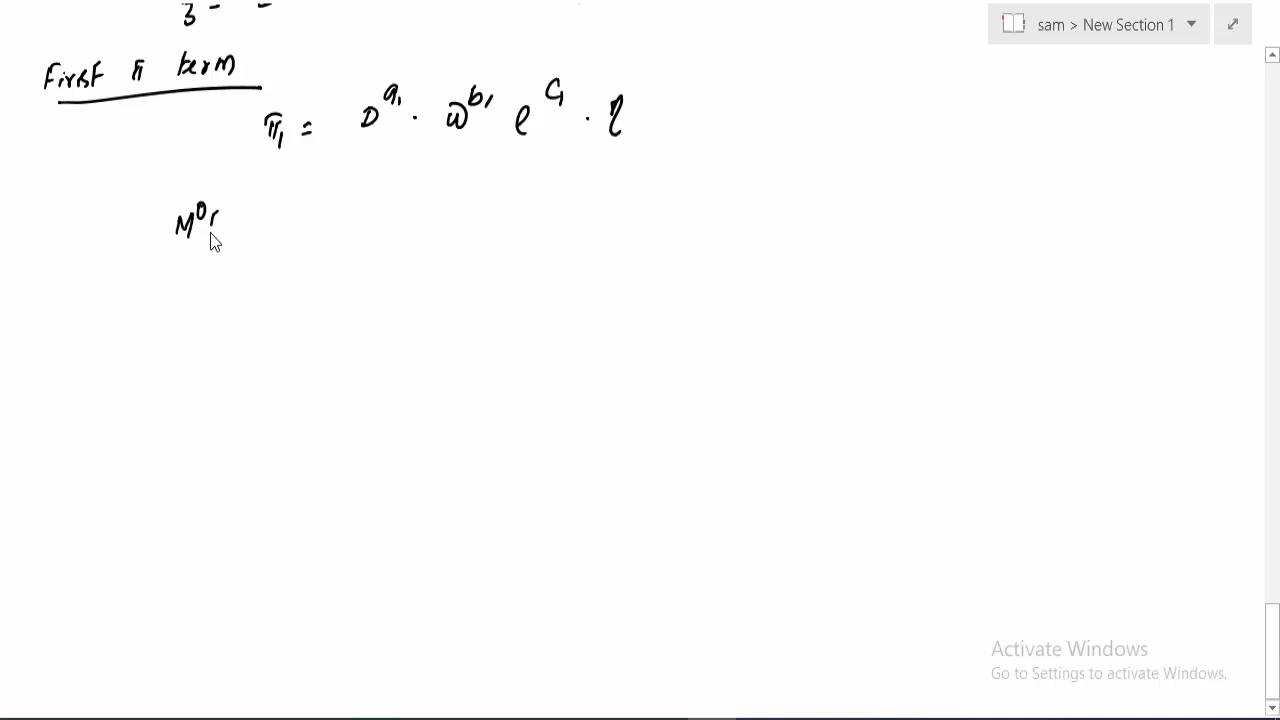 sam > New Section 1
3
First π term
π₁ = D^a₁ · ω^b₁ ρ^c₁ · η
M⁰
Activate Windows
Go to Settings to activate Windows.